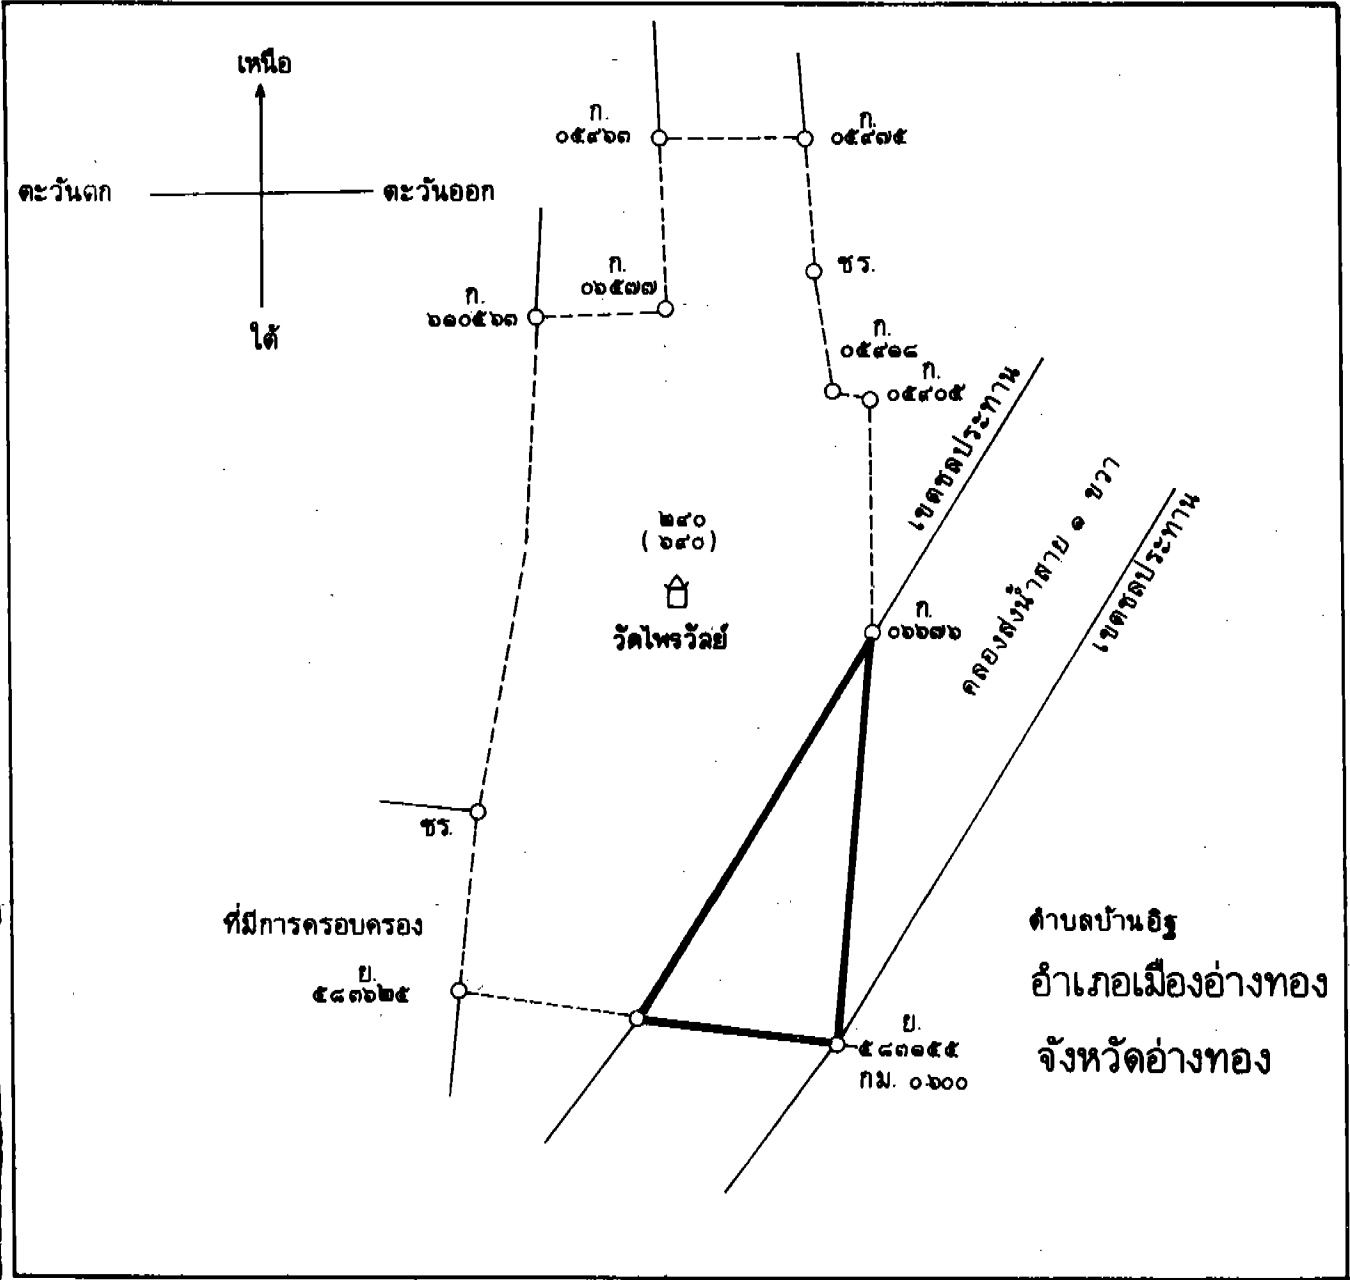 เหนือ
ตะวันตก
ตะวันออก
ใต้
ก.
๐๕๙๖๓
ก.
๐๕๙๗๕
ก.
๐๖๕๗๗
ชร.
ก.
๖๑๐๕๖๓
ก.
๐๕๙๑๘
ก.
๐๕๙๐๕
เขตชลประทาน
คลองส่งน้ำสาย ๑ ขวา
เขตชลประทาน
๒๙๐
(๖๙๐)
วัดไพรวัลย์
ก.
๐๖๖๗๖
ชร.
ที่มีการครอบครอง
ย.
๕๘๓๖๒๕
ตำบลบ้านอิฐ
อำเภอเมืองอ่างทอง
จังหวัดอ่างทอง
ย.
๕๘๓๑๕๕
กม. ๐.๖๐๐